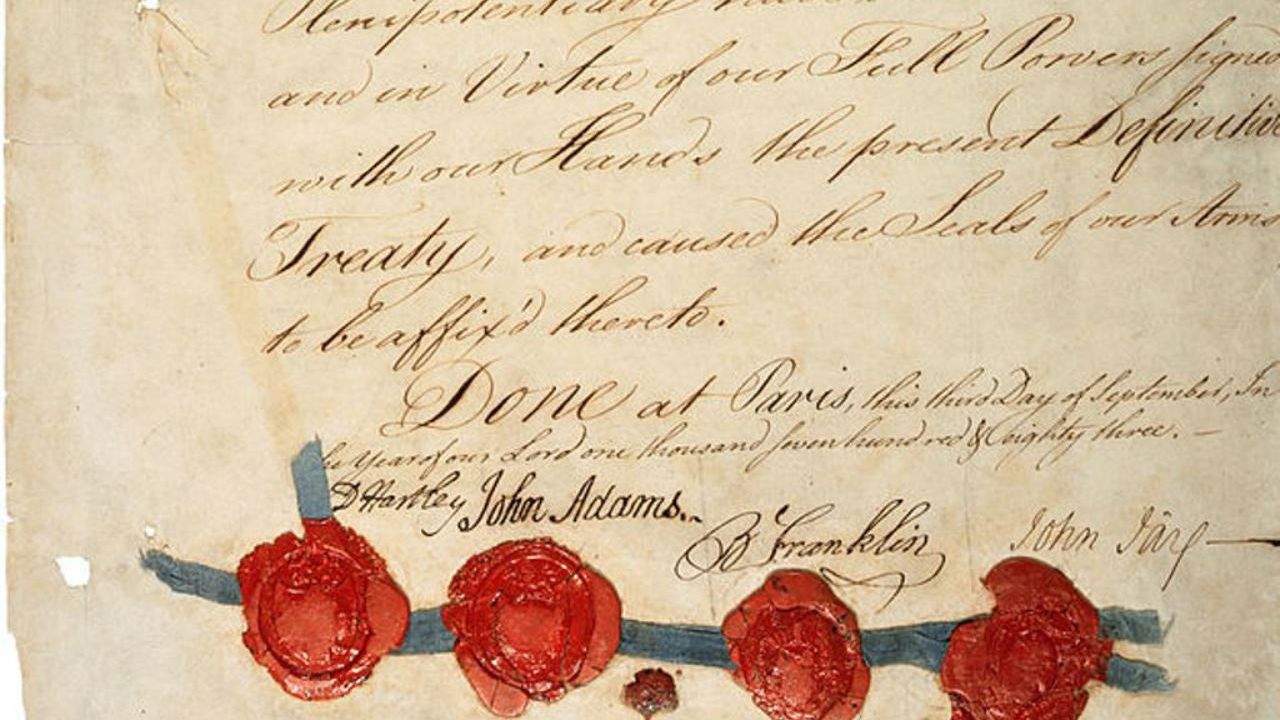 Plenipotentiary
and in Virtue of our Full Powers signed
with our Hands the present Definitive
Treaty, and caused the Seals of our Arms
to be affix'd thereto.
Done at Paris, this third Day of September, In
the Year of our Lord one thousand seven hundred & eighty three. —
D Hartley John Adams. B Franklin John Jay —